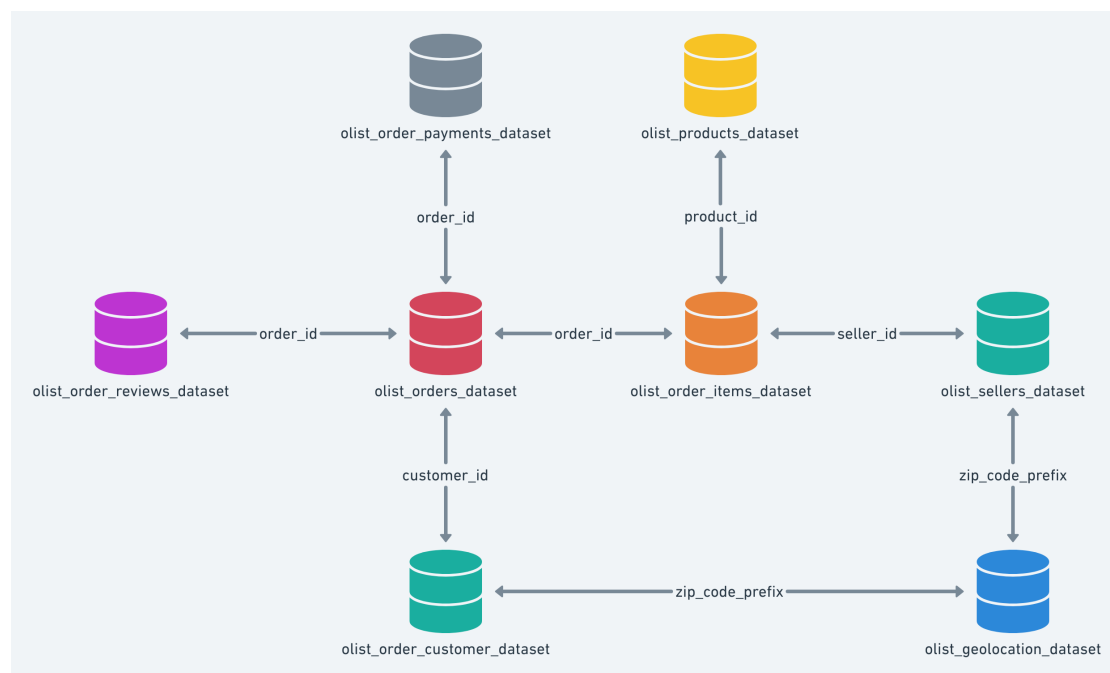 olist_order_payments_dataset
olist_products_dataset
order_id
product_id
order_id
order_id
seller_id
olist_order_reviews_dataset
olist_orders_dataset
olist_order_items_dataset
olist_sellers_dataset
customer_id
zip_code_prefix
zip_code_prefix
olist_order_customer_dataset
olist_geolocation_dataset